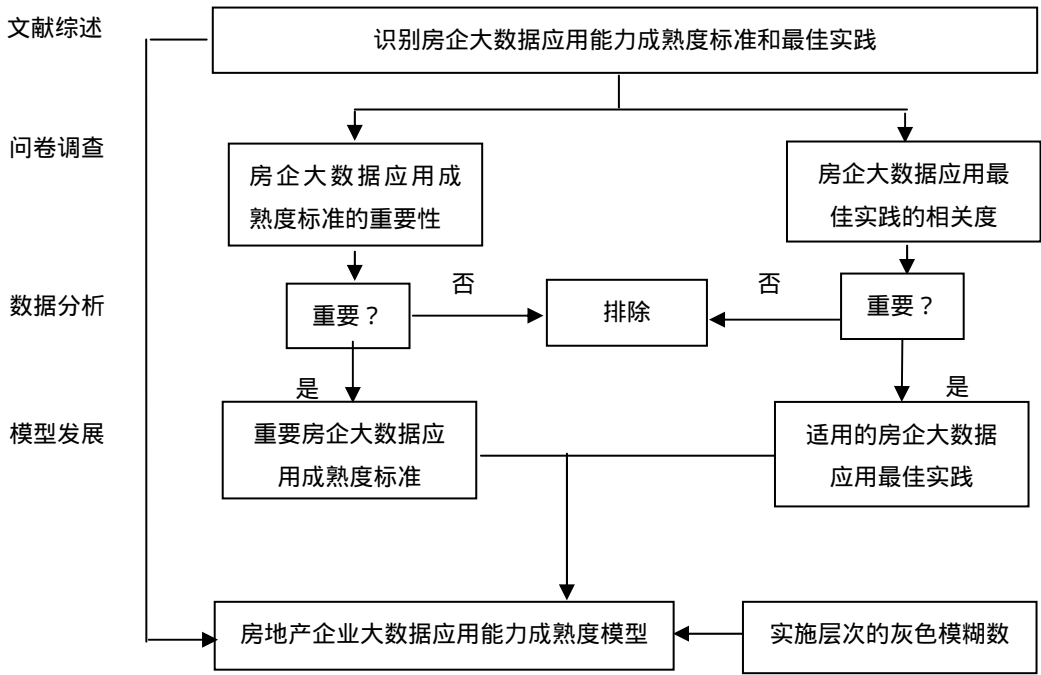 文献综述
识别房企大数据应用能力成熟度标准和最佳实践
问卷调查
房企大数据应用成
熟度标准的重要性
房企大数据应用最
佳实践的相关度
数据分析
重要？
否
排除
否
重要？
是
是
模型发展
重要房企大数据应
用成熟度标准
适用的房企大数据
应用最佳实践
房地产企业大数据应用能力成熟度模型
实施层次的灰色模糊数